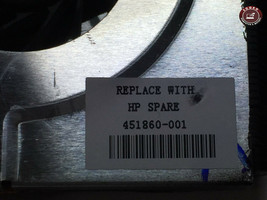 REPLACE WITH
HP SPARE
451860-001